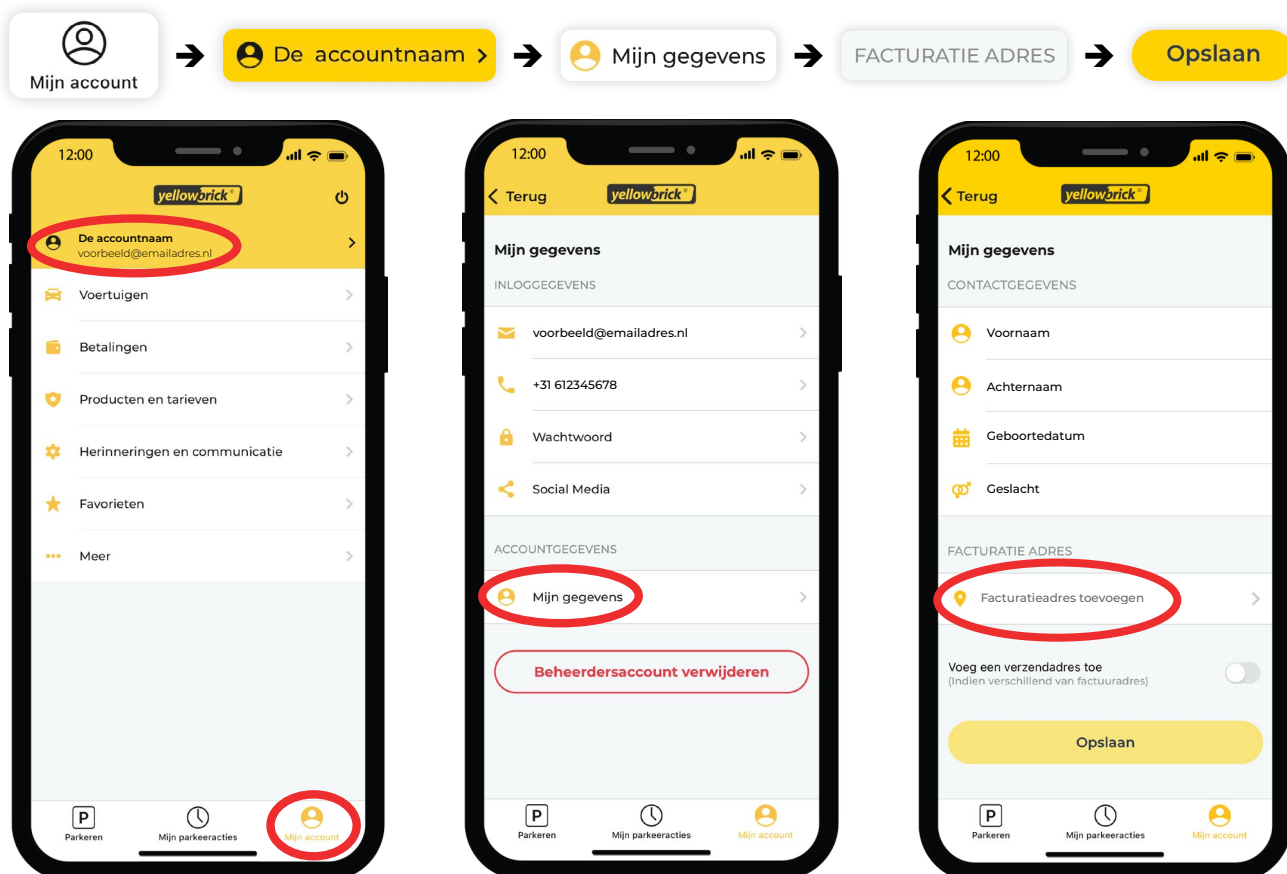 Mijn account
De accountnaam >
Mijn gegevens
FACTURATIE ADRES
Opslaan
12:00
yellowbrick®
De accountnaam
voorbeeld@emailadres.nl
Voertuigen
Betalingen
Producten en tarieven
Herinneringen en communicatie
Favorieten
Meer
P
Parkeren
Mijn parkeeracties
Mijn account
12:00
Terug
yellowbrick®
Mijn gegevens
INLOGGEGEVENS
voorbeeld@emailadres.nl
+31 612345678
Wachtwoord
Social Media
ACCOUNTGEGEVENS
Mijn gegevens
Beheerdersaccount verwijderen
P
Parkeren
Mijn parkeeracties
Mijn account
12:00
Terug
yellowbrick®
Mijn gegevens
CONTACTGEGEVENS
Voornaam
Achternaam
Geboortedatum
Geslacht
FACTURATIE ADRES
Facturatieadres toevoegen
Voeg een verzendadres toe
(Indien verschillend van factuuradres)
Opslaan
P
Parkeren
Mijn parkeeracties
Mijn account